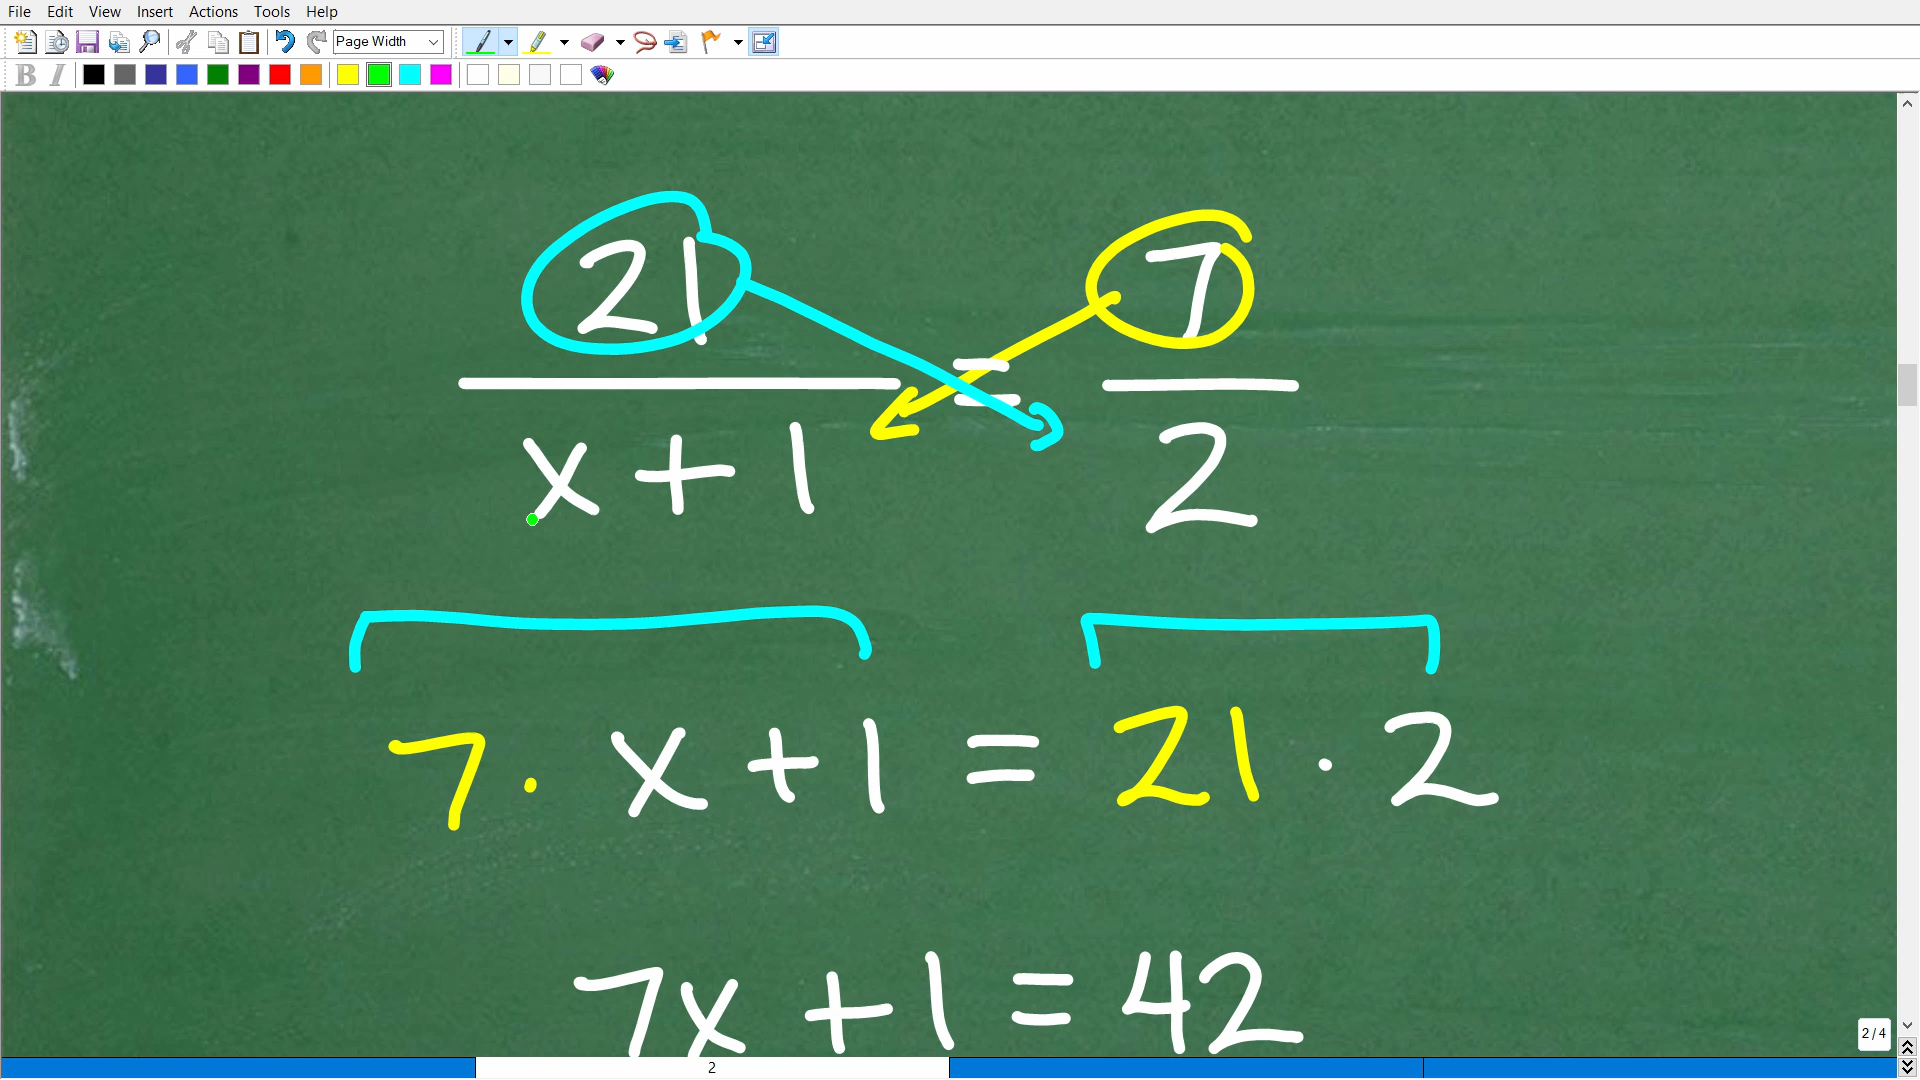 File Edit View Insert Actions Tools Help
Page Width
B I
21 7
= 
x + 1 2
7 · x + 1 = 21 · 2
7x + 1 = 42
2 / 4
2